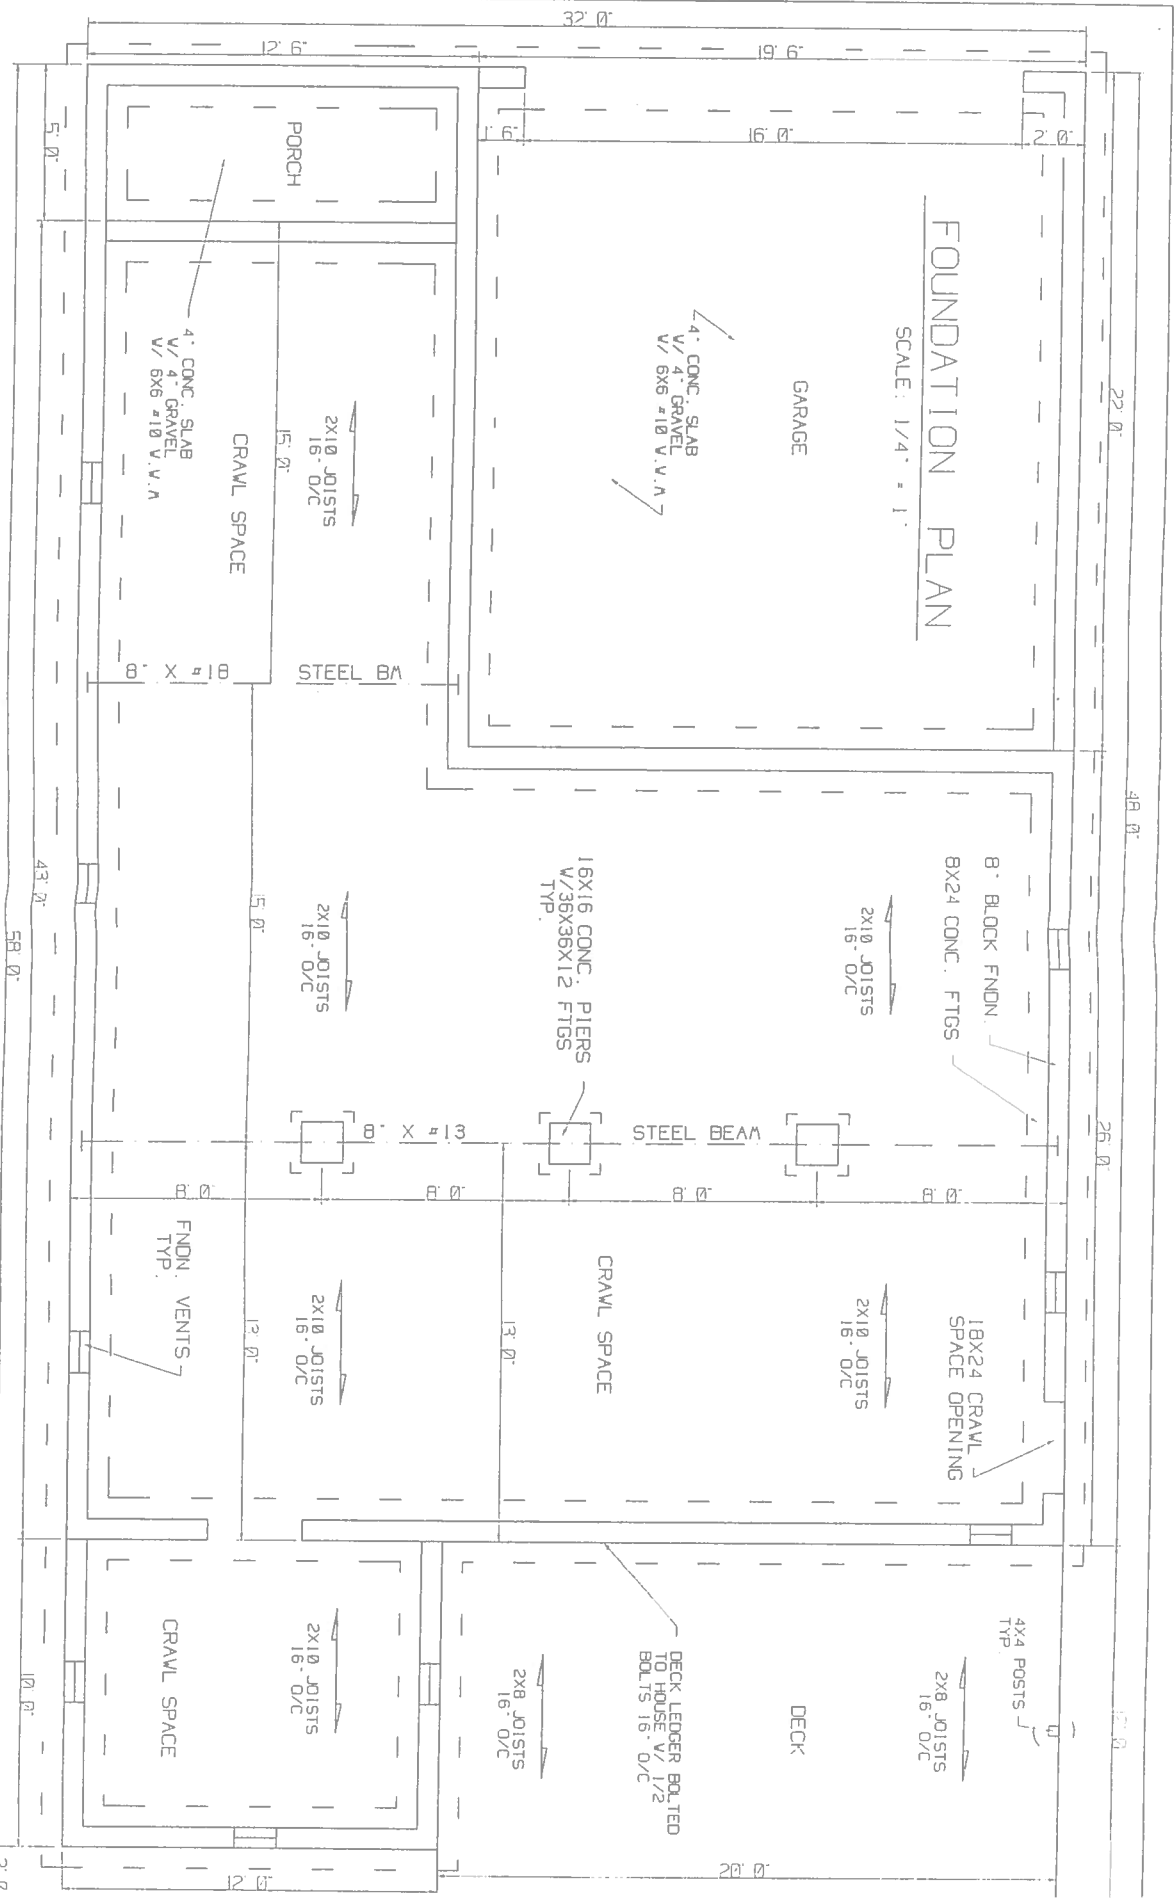 FOUNDATION PLAN
SCALE: 1/4" = 1'
GARAGE
4" CONC. SLAB
W/ 4" GRAVEL
W/ 6X6 #10 W.W.M
PORCH
4" CONC. SLAB
W/ 4" GRAVEL
W/ 6X6 #10 W.W.M
CRAWL SPACE
2X10 JOISTS
16" O/C
8" X #18 STEEL BM
8" BLOCK FNDN.
8X24 CONC. FTGS
2X10 JOISTS
16" O/C
16X16 CONC. PIERS
W/36X36X12 FTGS
TYP.
2X10 JOISTS
16" O/C
8" X #13 STEEL BEAM
18X24 CRAWL
SPACE OPENING
2X10 JOISTS
16" O/C
CRAWL SPACE
2X10 JOISTS
16" O/C
FNDN. VENTS
TYP.
4X4 POSTS
TYP
2X8 JOISTS
16" O/C
DECK
DECK LEDGER BOLTED
TO HOUSE W/ 1/2
BOLTS 16" O/C
2X8 JOISTS
16" O/C
2X10 JOISTS
16" O/C
CRAWL SPACE
32' 0"
12' 6"
19' 6"
1' 6"
16' 0"
2' 0"
5' 0"
22' 0"
48' 0"
26' 0"
15' 0"
15' 0"
13' 0"
13' 0"
8' 0"
8' 0"
8' 0"
8' 0"
43' 0"
58' 0"
10' 0"
12' 0"
20' 0"